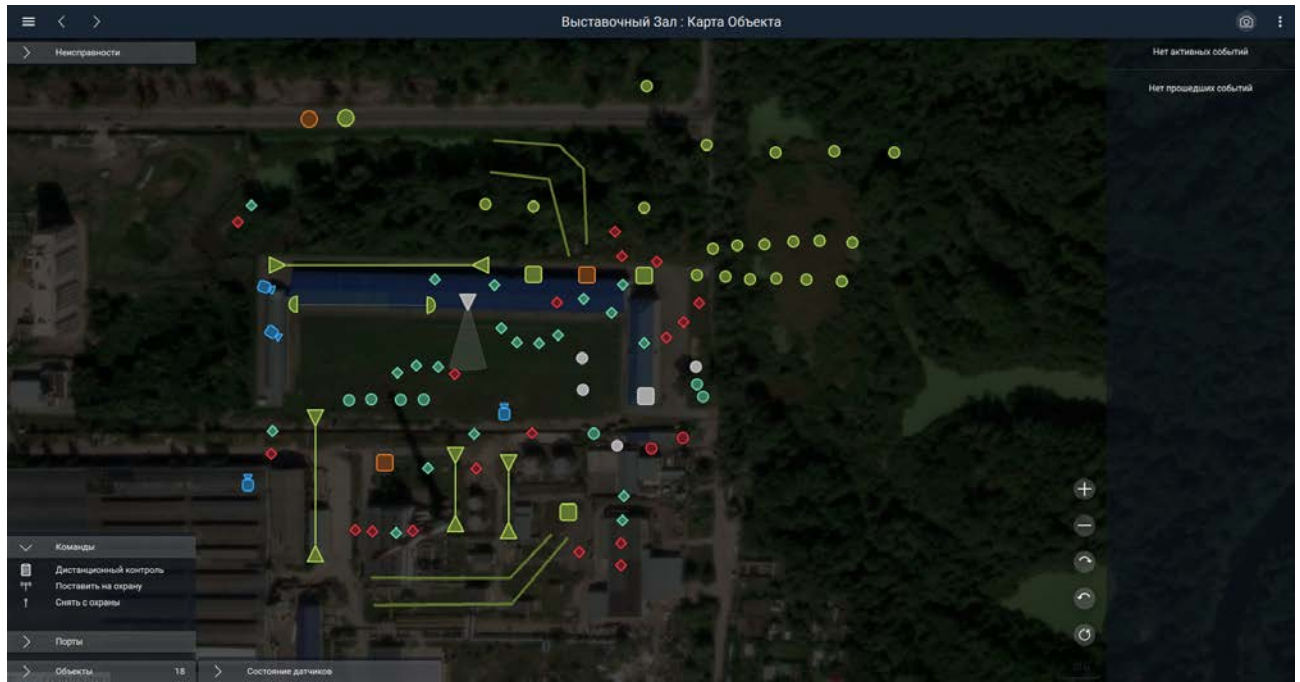 Выставочный Зал : Карта Объекта
Неисправности
Нет активных событий
Нет прошедших событий
Команды
Дистанционный контроль
Поставить на охрану
Снять с охраны
Порты
Объекты 18
Состояние датчиков